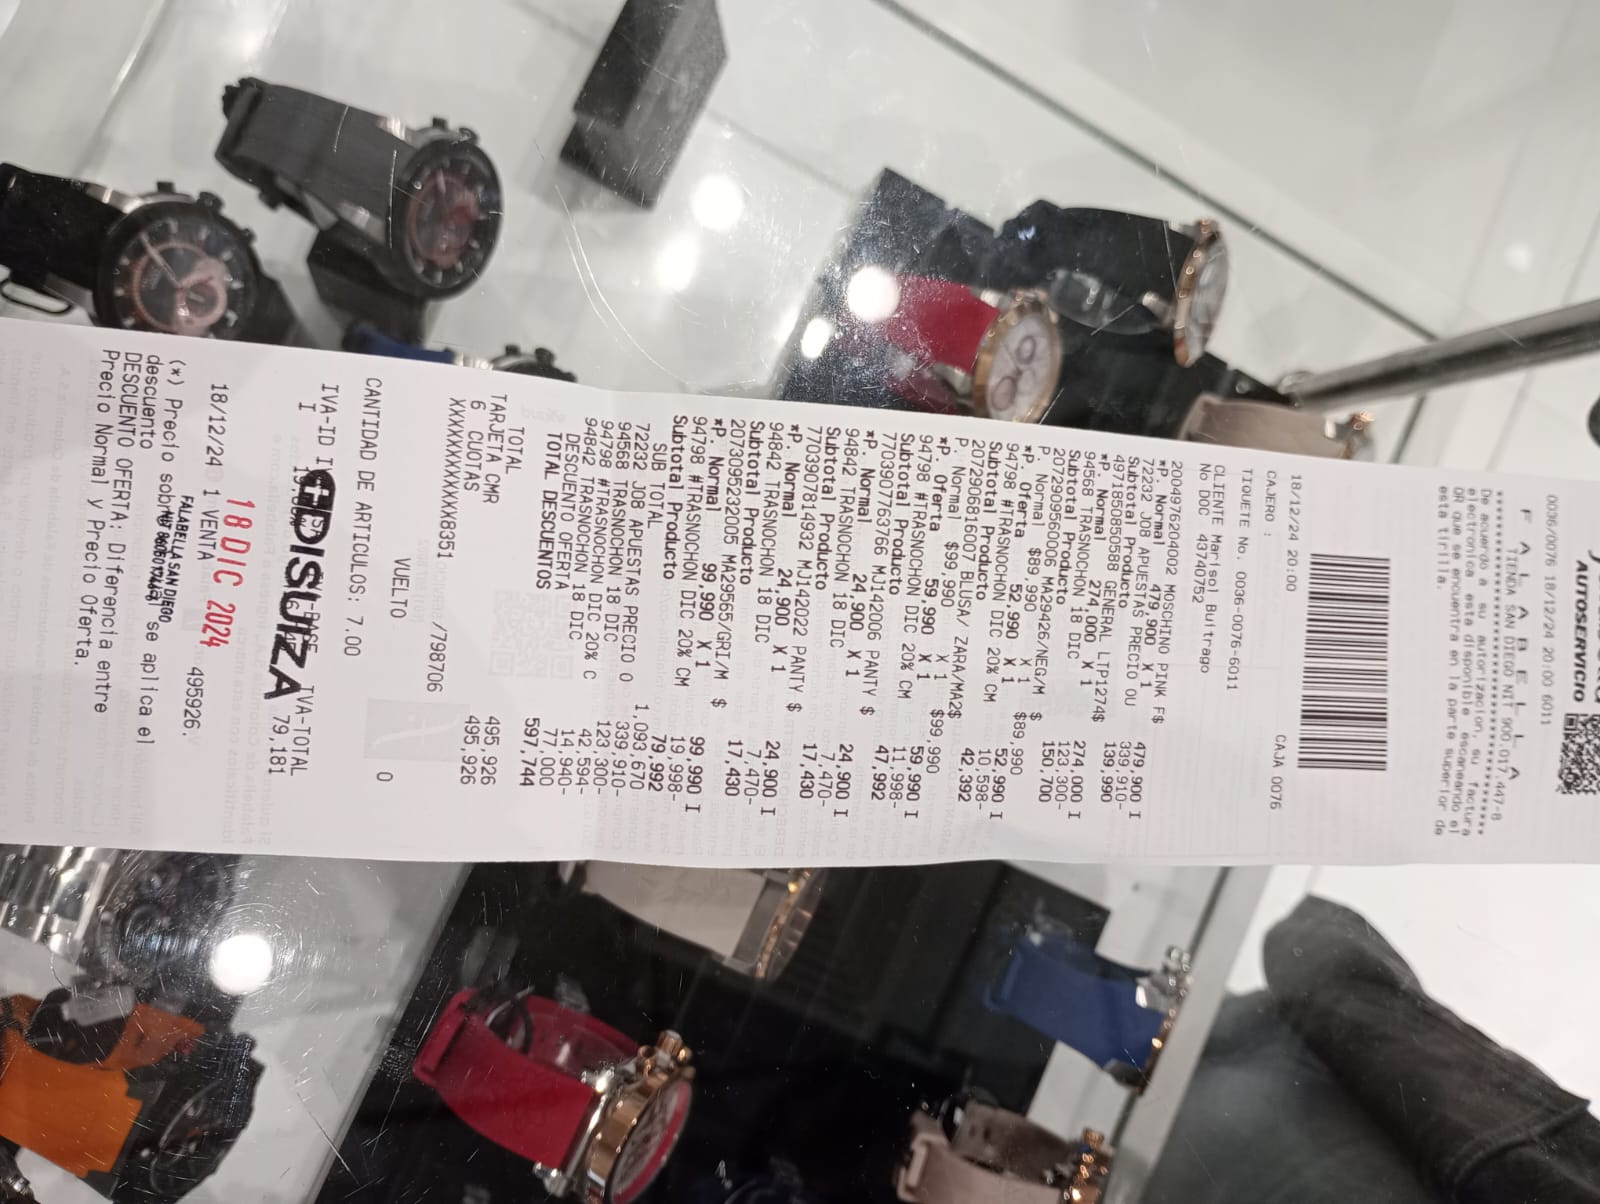 AUTOSERVICIO
0036/0076 18/12/24 20:00 6011
F A L A B E L L A
TIENDA SAN DIEGO NIT 900.017.447-8
****************************************
De acuerdo a su autorizacion, su factura
electronica esta disponible escaneando el
QR que se encuentra en la parte superior de
esta tirilla.
18/12/24 20:00
CAJERO : CAJA 0076
TIQUETE No. 0036-0076-6011
CLIENTE Marisol Buitrago
No DOC 43740752
2004976204002 MOSCHINO PINK F$
*P. Normal 479,900 X 1 479,900 I
72232 JOB APUESTAS PRECIO OU 339,910-
Subtotal Producto 139,990
4971850850588 GENERAL LTP1274$
*P. Normal 274,000 X 1 274,000 I
94568 TRASNOCHON 18 DIC 123,300-
Subtotal Producto 150,700
2072909560006 MA29426/NEG/M $
P. Normal $89,990 X 1 $89,990
*P. Oferta 52,990 X 1 52,990 I
94798 #TRASNOCHON DIC 20% CM 10,598-
Subtotal Producto 42,392
2072906816007 BLUSA/ ZARA/MA2$
P. Normal $99,990 X 1 $99,990
*P. Oferta 59,990 X 1 59,990 I
94798 #TRASNOCHON DIC 20% CM 11,998-
Subtotal Producto 47,992
7703907763766 MJ142006 PANTY $
*P. Normal 24,900 X 1 24,900 I
94842 TRASNOCHON 18 DIC 7,470-
Subtotal Producto 17,430
7703907814932 MJ142022 PANTY $
*P. Normal 24,900 X 1 24,900 I
94842 TRASNOCHON 18 DIC 7,470-
Subtotal Producto 17,430
2073095232005 MA29565/GRI/M $
*P. Normal 99,990 X 1 99,990 I
94798 #TRASNOCHON DIC 20% CM 19,998-
Subtotal Producto 79,992
SUB TOTAL 1,093,670
72232 JOB APUESTAS PRECIO O 339,910-
94568 TRASNOCHON 18 DIC 123,300-
94798 #TRASNOCHON DIC 20% C 42,594-
94842 TRASNOCHON 18 DIC 14,940-
DESCUENTO OFERTA 77,000
TOTAL DESCUENTOS 597,744
TOTAL 495,926
TARJETA CMR 495,926
6 CUOTAS
XXXXXXXXXXXX8351 /798706
VUELTO 0
CANTIDAD DE ARTICULOS: 7.00
IVA-ID IVA-TOTAL
I 79,181
DISUIZA
18 DIC 2024
18/12/24 1 VENTA 495926.
FALABELLA SAN DIEGO
(*) Precio sobre el cual se aplica el
descuento
DESCUENTO OFERTA: Diferencia entre
Precio Normal y Precio Oferta.